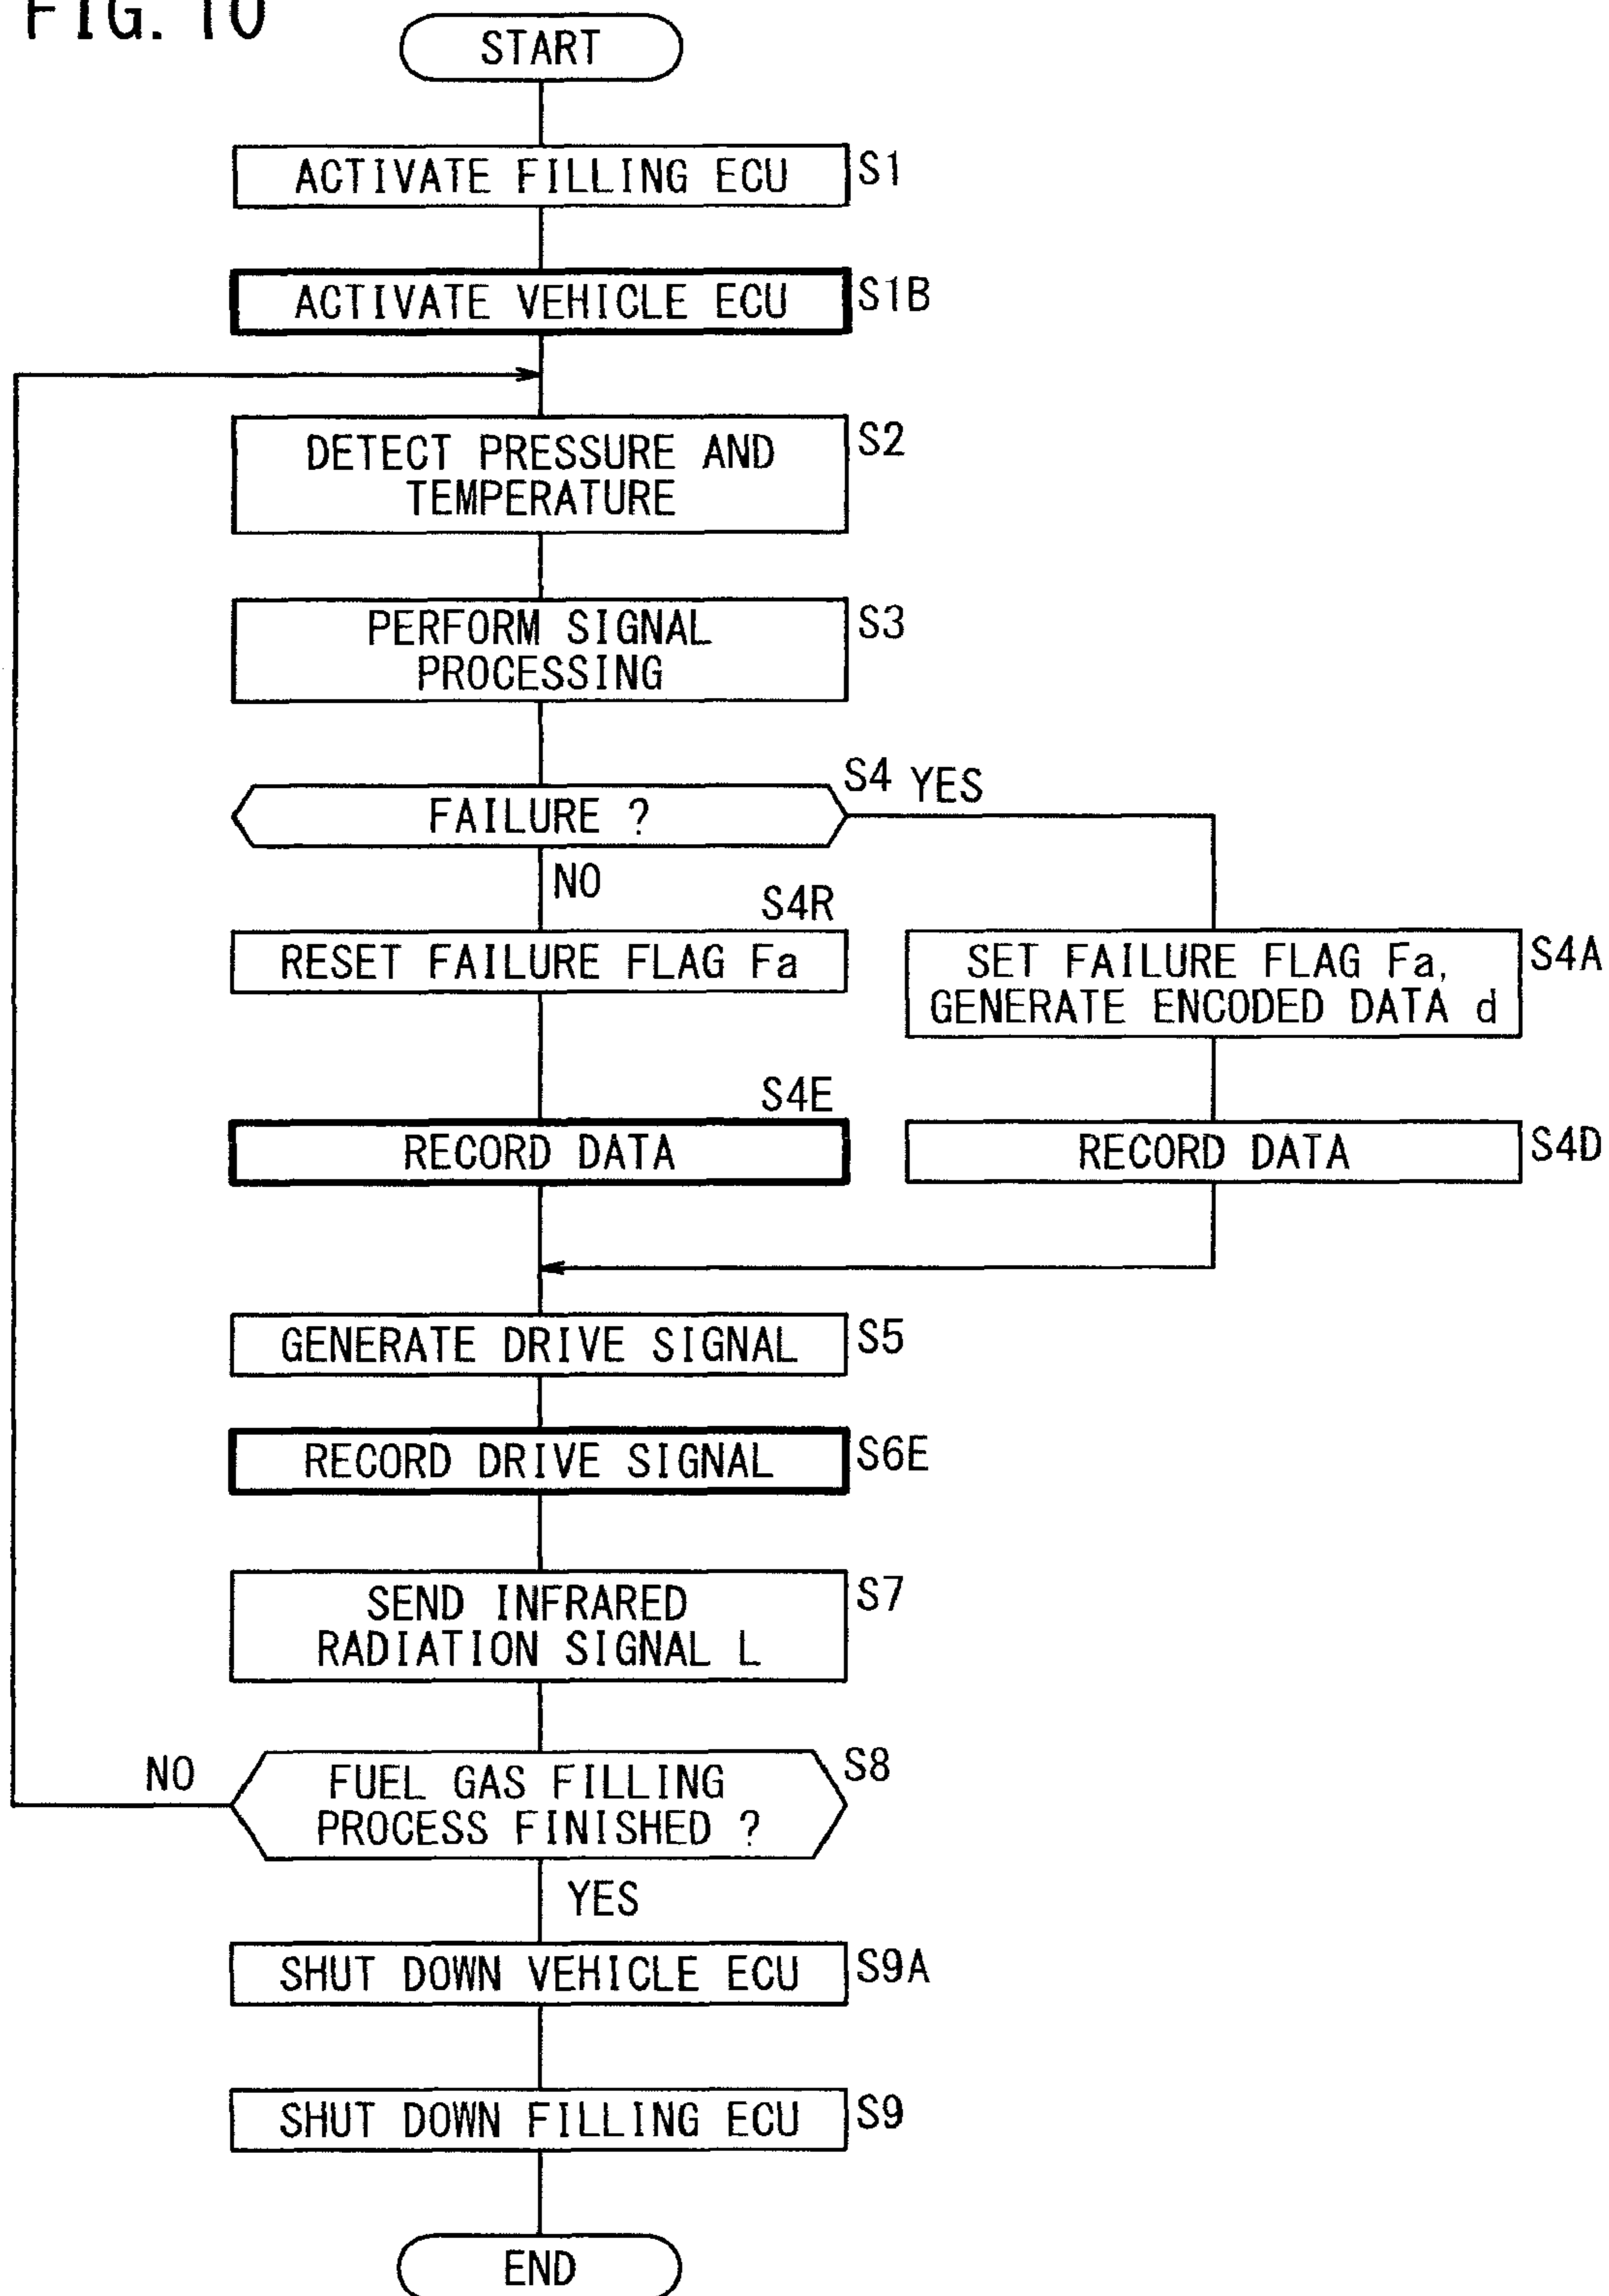 FIG. 10
START
ACTIVATE FILLING ECU
S1
ACTIVATE VEHICLE ECU
S1B
DETECT PRESSURE AND
TEMPERATURE
S2
PERFORM SIGNAL
PROCESSING
S3
FAILURE ?
S4
YES
NO
S4R
RESET FAILURE FLAG Fa
SET FAILURE FLAG Fa,
GENERATE ENCODED DATA d
S4A
S4E
RECORD DATA
RECORD DATA
S4D
GENERATE DRIVE SIGNAL
S5
RECORD DRIVE SIGNAL
S6E
SEND INFRARED
RADIATION SIGNAL L
S7
NO
FUEL GAS FILLING
PROCESS FINISHED ?
S8
YES
SHUT DOWN VEHICLE ECU
S9A
SHUT DOWN FILLING ECU
S9
END